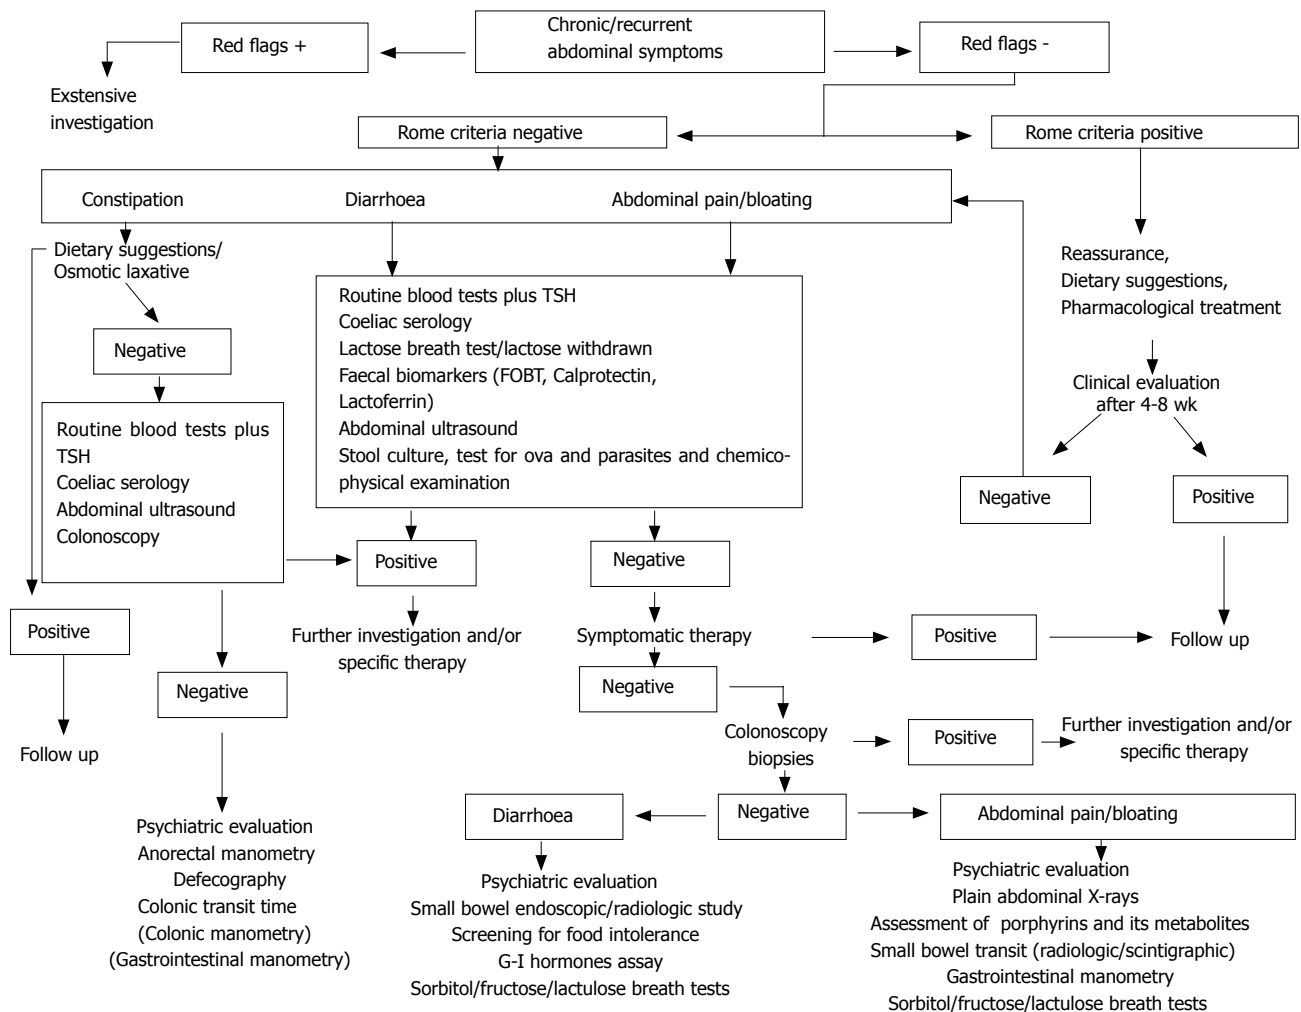 Chronic/recurrent
abdominal symptoms
Red flags +
Red flags -
Exstensive
investigation
Rome criteria negative
Rome criteria positive
Constipation
Diarrhoea
Abdominal pain/bloating
Dietary suggestions/
Osmotic laxative
Negative
Routine blood tests plus
TSH
Coeliac serology
Abdominal ultrasound
Colonoscopy
Positive
Follow up
Negative
Psychiatric evaluation
Anorectal manometry
Defecography
Colonic transit time
(Colonic manometry)
(Gastrointestinal manometry)
Routine blood tests plus TSH
Coeliac serology
Lactose breath test/lactose withdrawn
Faecal biomarkers (FOBT, Calprotectin,
Lactoferrin)
Abdominal ultrasound
Stool culture, test for ova and parasites and chemico-
physical examination
Positive
Further investigation and/or
specific therapy
Negative
Symptomatic therapy
Positive
Follow up
Negative
Colonoscopy
biopsies
Positive
Further investigation and/or
specific therapy
Negative
Diarrhoea
Psychiatric evaluation
Small bowel endoscopic/radiologic study
Screening for food intolerance
G-I hormones assay
Sorbitol/fructose/lactulose breath tests
Abdominal pain/bloating
Psychiatric evaluation
Plain abdominal X-rays
Assessment of porphyrins and its metabolites
Small bowel transit (radiologic/scintigraphic)
Gastrointestinal manometry
Sorbitol/fructose/lactulose breath tests
Reassurance,
Dietary suggestions,
Pharmacological treatment
Clinical evaluation
after 4-8 wk
Negative
Positive